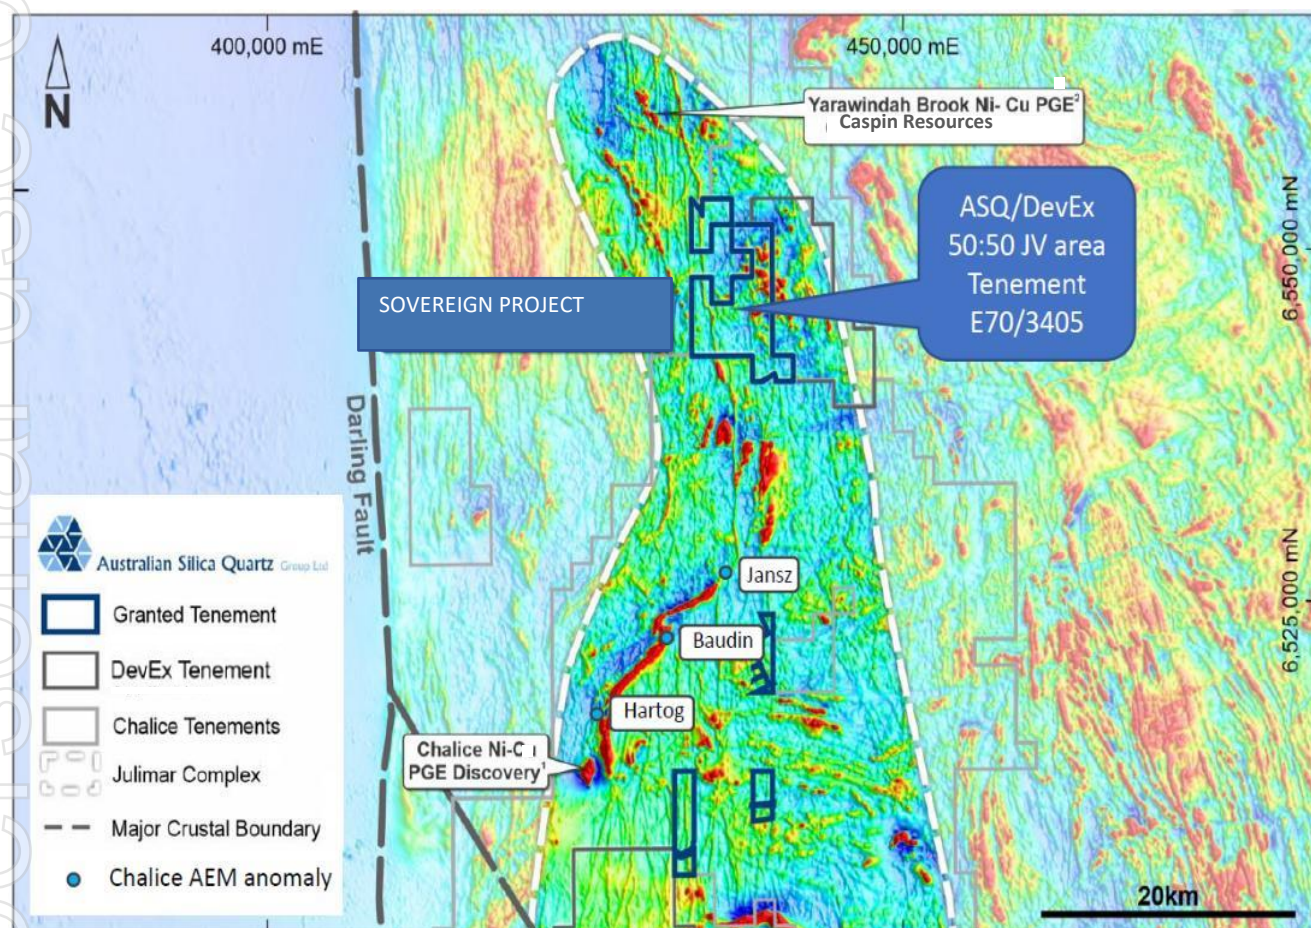 400,000 mE
450,000 mE
N
Yarawindah Brook Ni- Cu PGE²
Caspin Resources
ASQ/DevEx
50:50 JV area
Tenement
E70/3405
6,550,000 mN
SOVEREIGN PROJECT
Darling Fault
Jansz
Baudin
Hartog
6,525,000 mN
Chalice Ni-C
PGE Discovery¹
Australian Silica Quartz Group Ltd
Granted Tenement
DevEx Tenement
Chalice Tenements
Julimar Complex
Major Crustal Boundary
Chalice AEM anomaly
20km